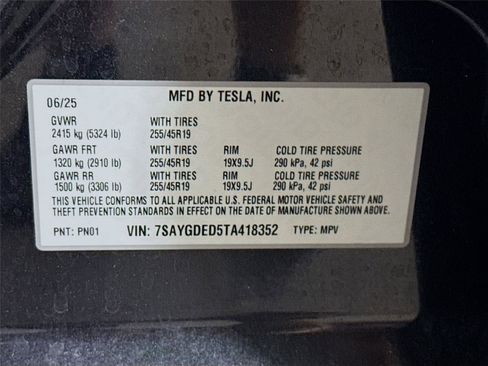 06/25 MFD BY TESLA, INC.
GVWR WITH TIRES
2415 kg (5324 lb) 255/45R19
GAWR FRT WITH TIRES RIM COLD TIRE PRESSURE
1320 kg (2910 lb) 255/45R19 19X9.5J 290 kPa, 42 psi
GAWR RR WITH TIRES RIM COLD TIRE PRESSURE
1500 kg (3306 lb) 255/45R19 19X9.5J 290 kPa, 42 psi
THIS VEHICLE CONFORMS TO ALL APPLICABLE U.S. FEDERAL MOTOR VEHICLE SAFETY AND
THEFT PREVENTION STANDARDS IN EFFECT ON THE DATE OF MANUFACTURE SHOWN ABOVE.
PNT: PN01 VIN: 7SAYGDED5TA418352 TYPE: MPV